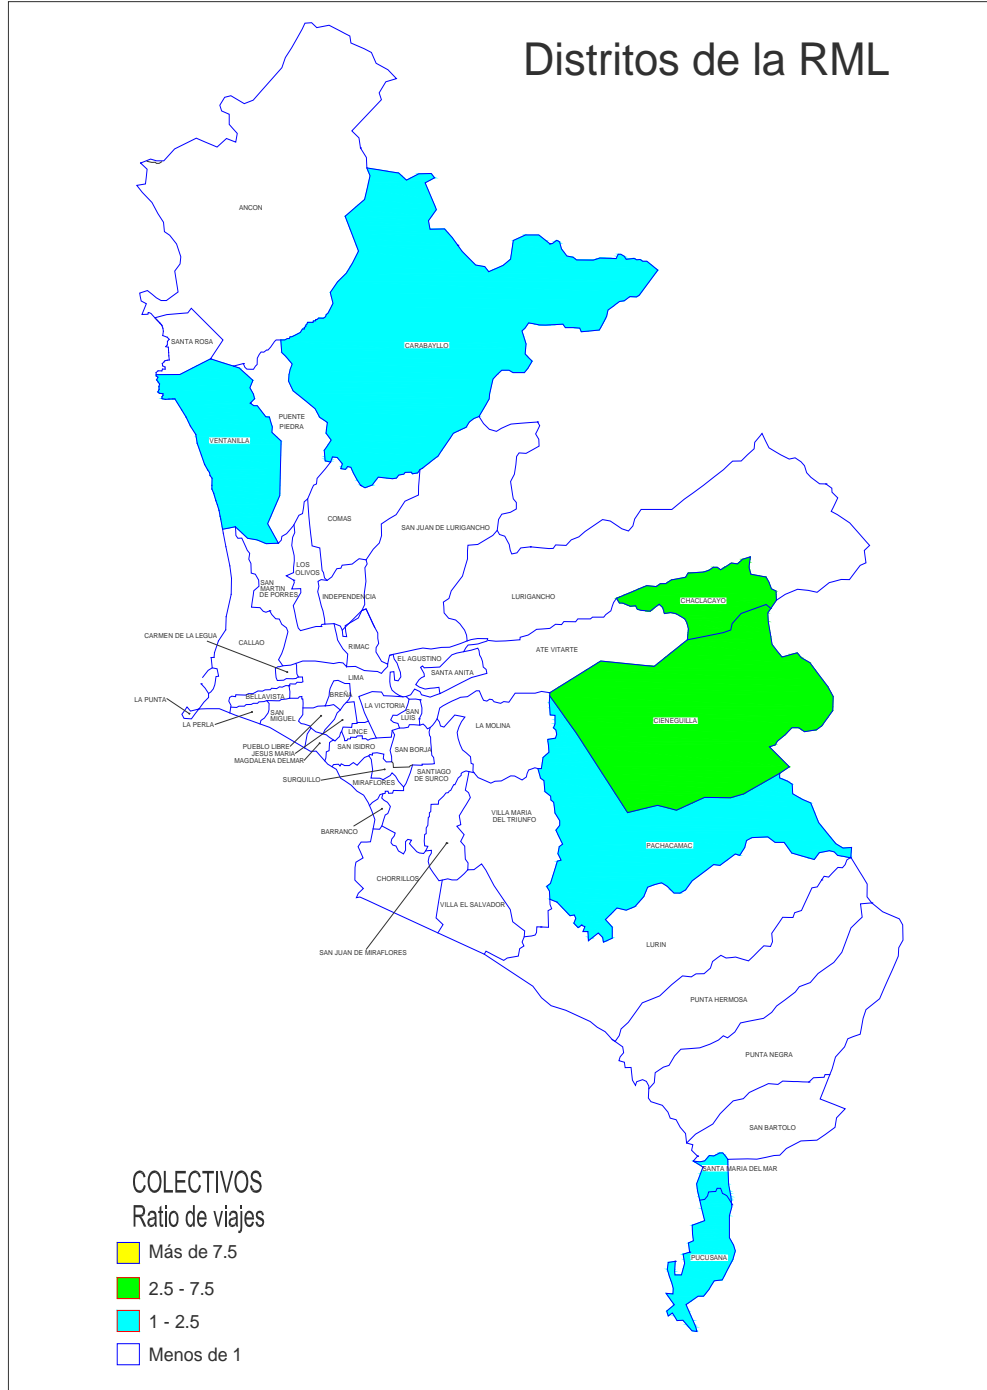 Distritos de la RML
ANCON
SANTA ROSA
CARABAYLLO
VENTANILLA
PUENTE
PIEDRA
COMAS
SAN JUAN DE LURIGANCHO
LOS
OLIVOS
SAN
MARTIN
DE PORRES
INDEPENDENCIA
LURIGANCHO
CHACLACAYO
CARMEN DE LA LEGUA
CALLAO
RIMAC
EL AGUSTINO
ATE VITARTE
SANTA ANITA
LIMA
LA PUNTA
BELLAVISTA
BREÑA
LA VICTORIA
SAN
LUIS
LA PERLA
SAN
MIGUEL
LA MOLINA
CIENEGUILLA
LINCE
PUEBLO LIBRE
JESUS MARIA
MAGDALENA DELMAR
SAN ISIDRO
SAN BORJA
SURQUILLO
MIRAFLORES
SANTIAGO
DE SURCO
VILLA MARIA
DEL TRIUNFO
BARRANCO
PACHACAMAC
CHORRILLOS
VILLA EL SALVADOR
SAN JUAN DE MIRAFLORES
LURIN
PUNTA HERMOSA
PUNTA NEGRA
SAN BARTOLO
SANTA MARIA DEL MAR
PUCUSANA
COLECTIVOS
Ratio de viajes
Más de 7.5
2.5 - 7.5
1 - 2.5
Menos de 1